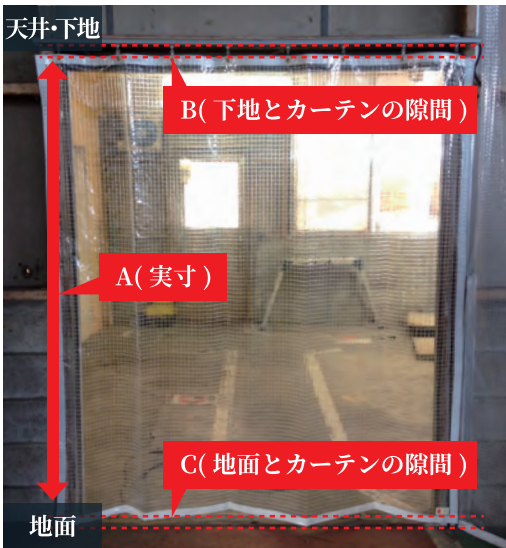 天井・下地
B( 下地とカーテンの隙間 )
A( 実寸 )
C( 地面とカーテンの隙間 )
地面